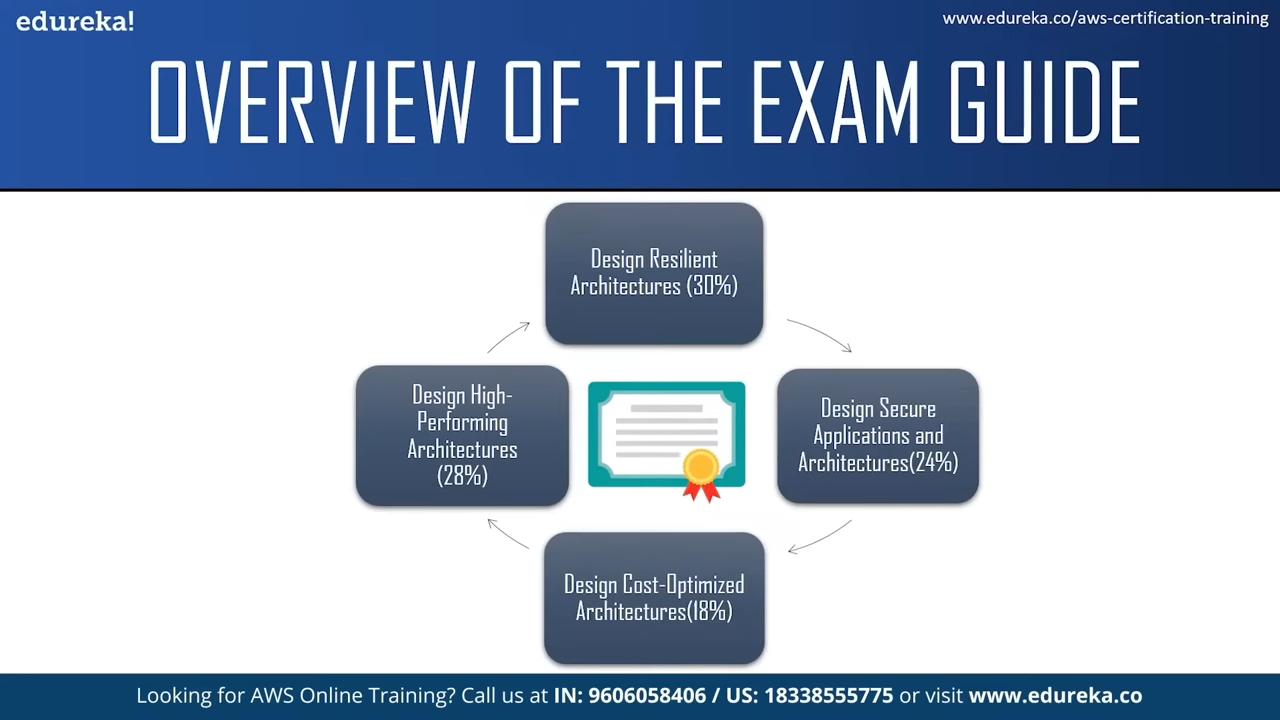 edureka!
www.edureka.co/aws-certification-training
OVERVIEW OF THE EXAM GUIDE
Design Resilient
Architectures (30%)
Design High-
Performing
Architectures
(28%)
Design Secure
Applications and
Architectures(24%)
Design Cost-Optimized
Architectures(18%)
Looking for AWS Online Training? Call us at IN: 9606058406 / US: 18338555775 or visit www.edureka.co